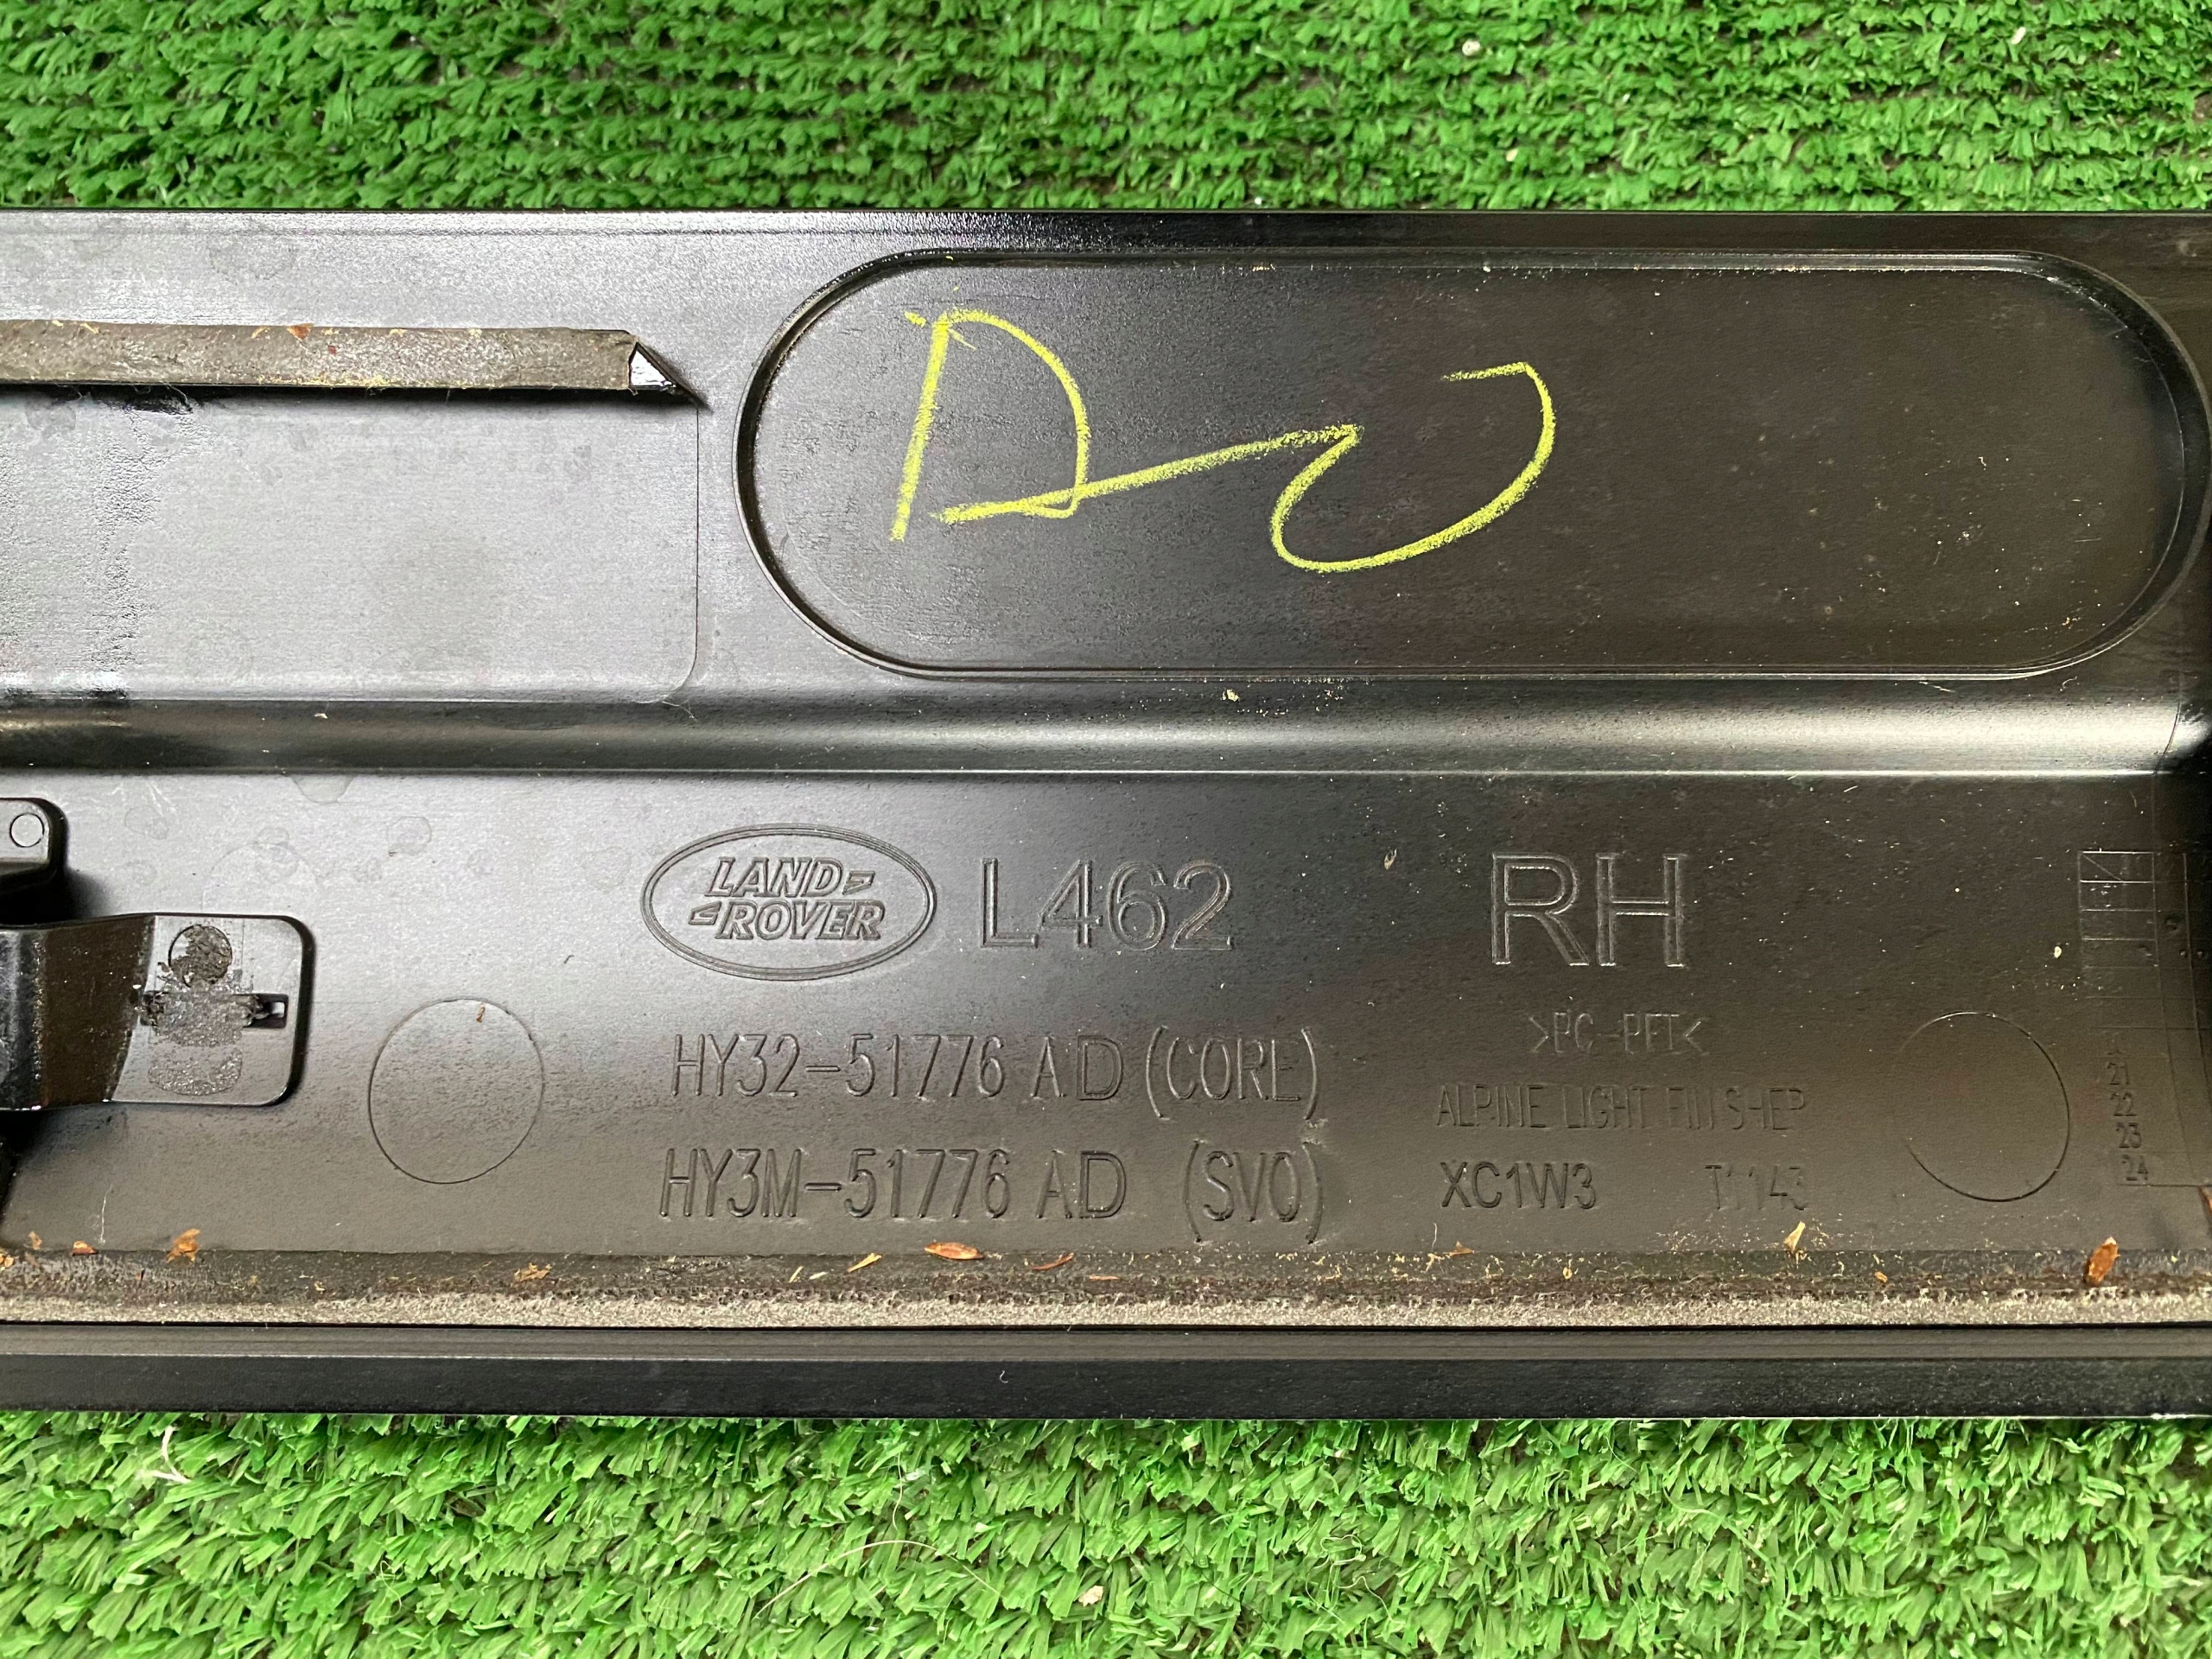 LAND ROVER
L462 RH
HY32-51776 AD (CORE)
>PC-PET<
ALPINE LIGHT FINISHER
HY3M-51776 AD (SVO)
XC1W3 T1143
21
22
23
24